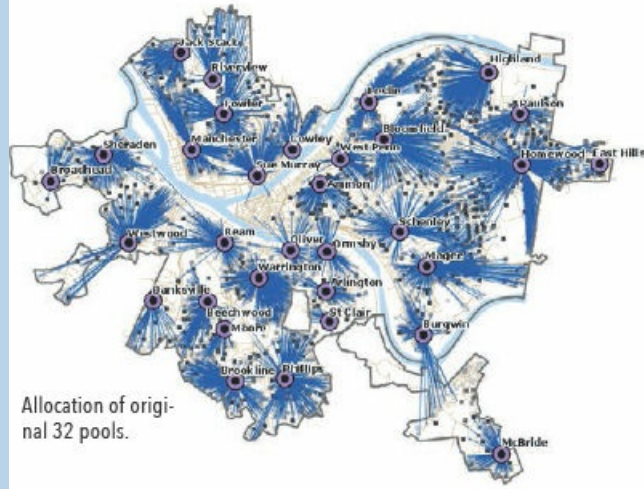 Jack Stack
Riverview
Highland
Leslie
Fowler
Paulson
Bloomfield
Manchester
Cowley
Sheraden
West Penn
Homewood
East Hills
Sue Murray
Broadhead
Ammon
Schenley
Westwood
Ream
Oliver
Ormsby
Magee
Warrington
Banksville
Arlington
Beechwood
St Clair
Moore
Burgwin
Brookline
Phillips
Allocation of origi-
nal 32 pools.
McBride